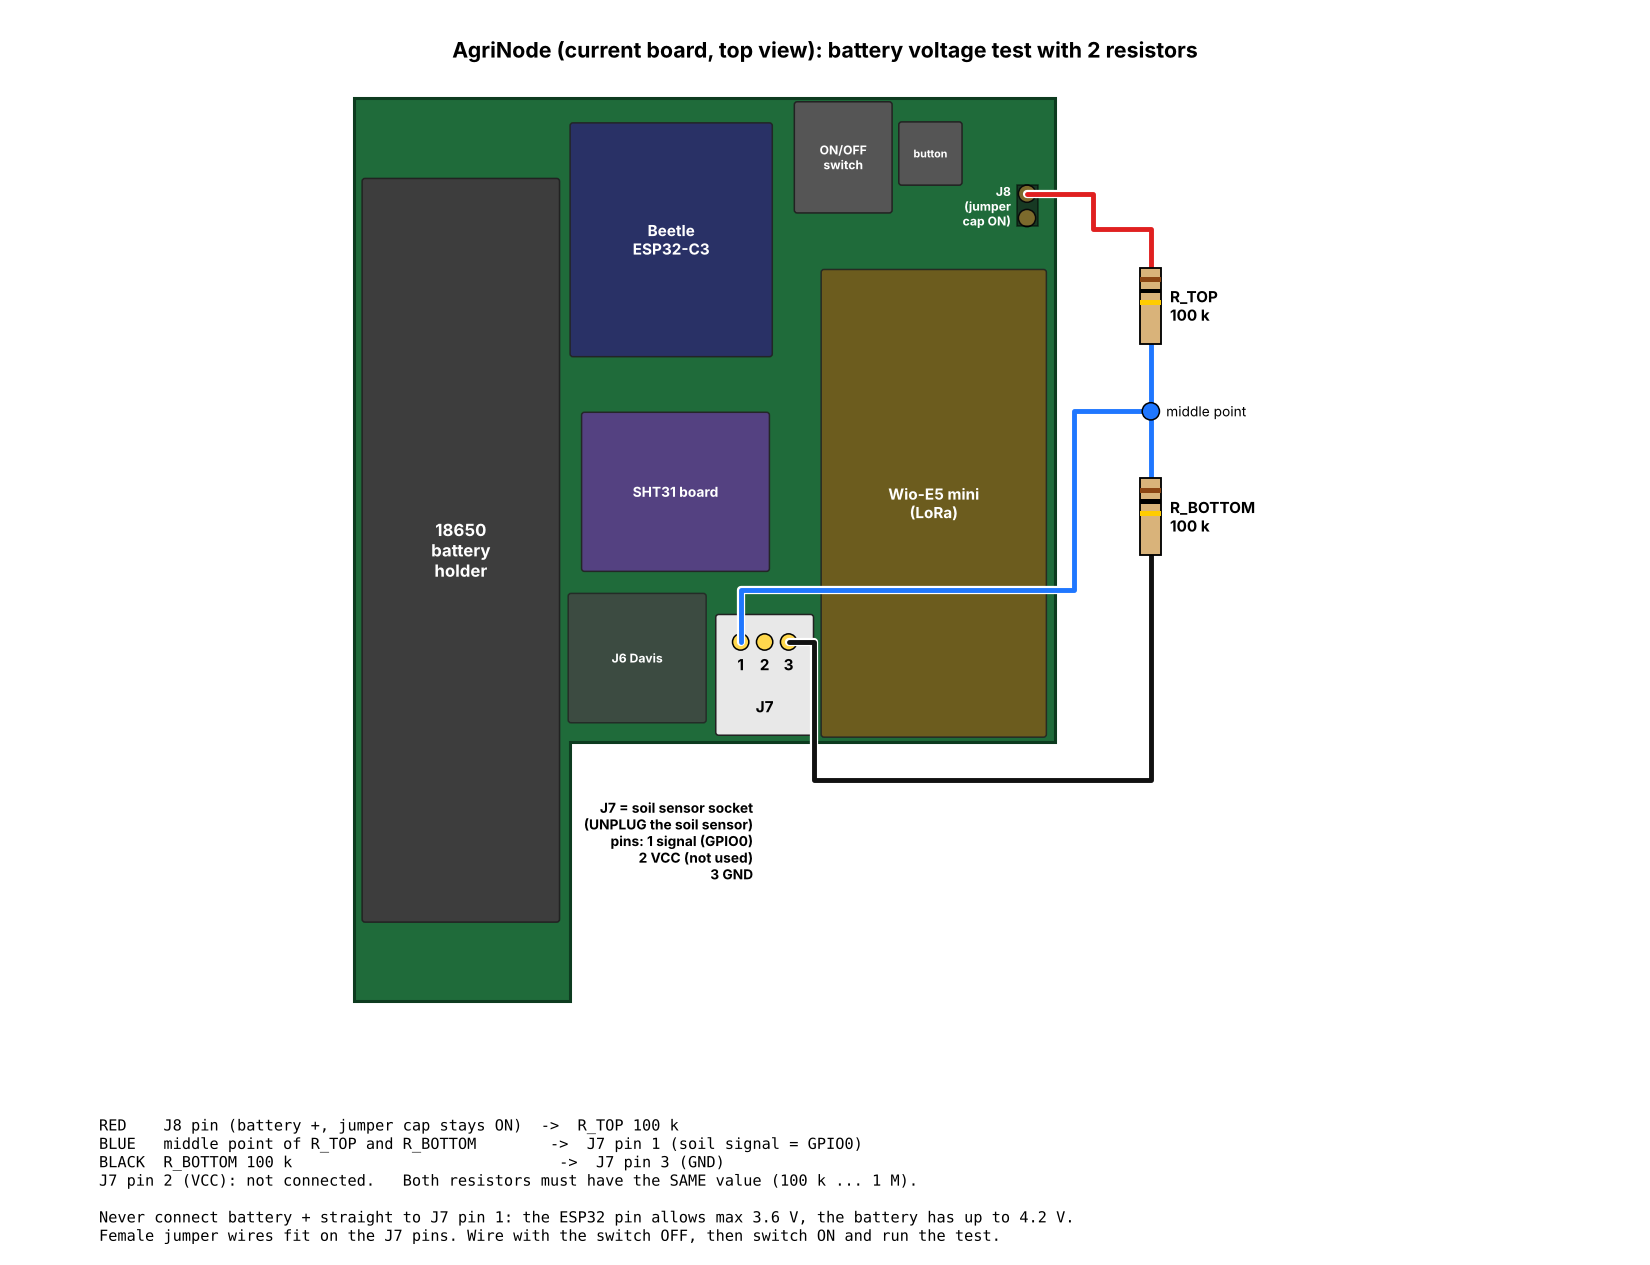 AgriNode (current board, top view): battery voltage test with 2 resistors
ON/OFF
switch
button
Beetle
ESP32-C3
J8
(jumper
cap ON)
R_TOP
100 k
middle point
SHT31 board
Wio-E5 mini
(LoRa)
R_BOTTOM
100 k
18650
battery
holder
J6 Davis
1 2 3
J7
J7 = soil sensor socket
(UNPLUG the soil sensor)
pins: 1 signal (GPIO0)
2 VCC (not used)
3 GND
RED    J8 pin (battery +, jumper cap stays ON)  ->  R_TOP 100 k
BLUE   middle point of R_TOP and R_BOTTOM        ->  J7 pin 1 (soil signal = GPIO0)
BLACK  R_BOTTOM 100 k                             ->  J7 pin 3 (GND)
J7 pin 2 (VCC): not connected.   Both resistors must have the SAME value (100 k ... 1 M).
Never connect battery + straight to J7 pin 1: the ESP32 pin allows max 3.6 V, the battery has up to 4.2 V.
Female jumper wires fit on the J7 pins. Wire with the switch OFF, then switch ON and run the test.